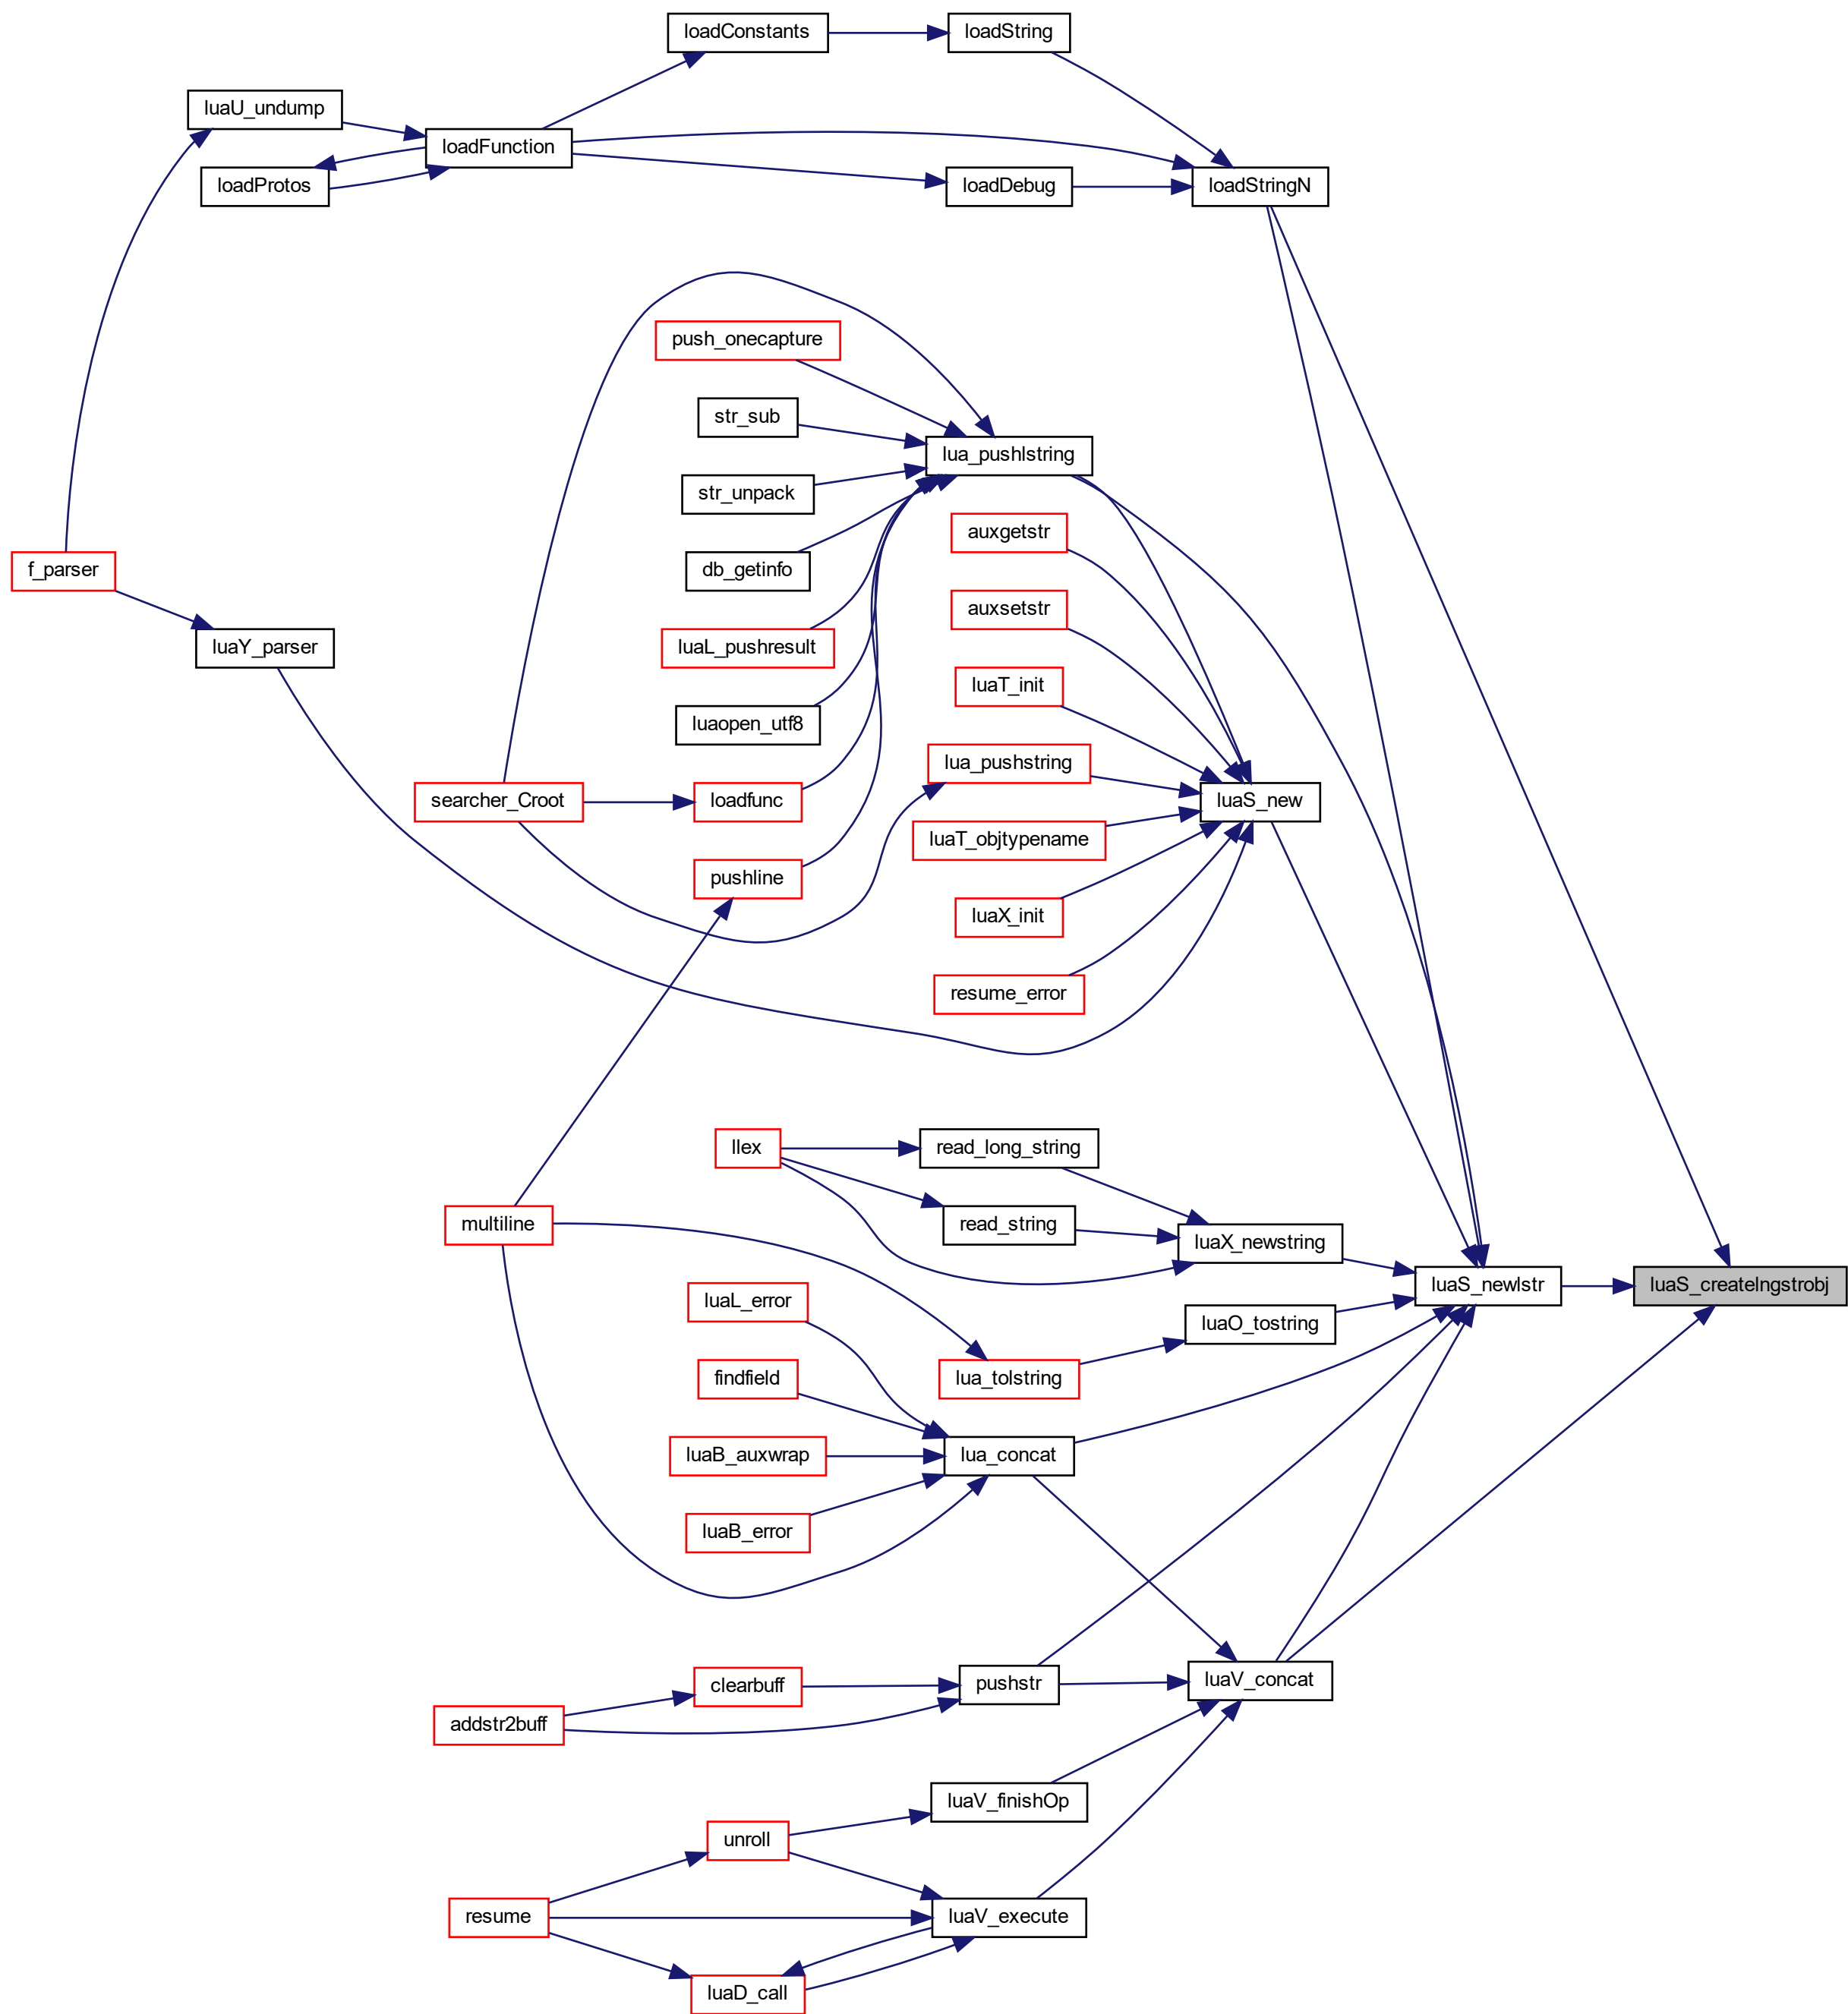 loadConstants
loadString
luaU_undump
loadFunction
loadProtos
loadDebug
loadStringN
push_onecapture
str_sub
lua_pushlstring
str_unpack
auxgetstr
f_parser
db_getinfo
auxsetstr
luaY_parser
luaL_pushresult
luaT_init
luaopen_utf8
lua_pushstring
searcher_Croot
loadfunc
luaS_new
luaT_objtypename
pushline
luaX_init
resume_error
llex
read_long_string
multiline
read_string
luaX_newstring
luaL_error
luaS_newlstr
luaS_createlngstrobj
luaO_tostring
findfield
lua_tolstring
luaB_auxwrap
lua_concat
luaB_error
clearbuff
pushstr
luaV_concat
addstr2buff
luaV_finishOp
unroll
resume
luaV_execute
luaD_call